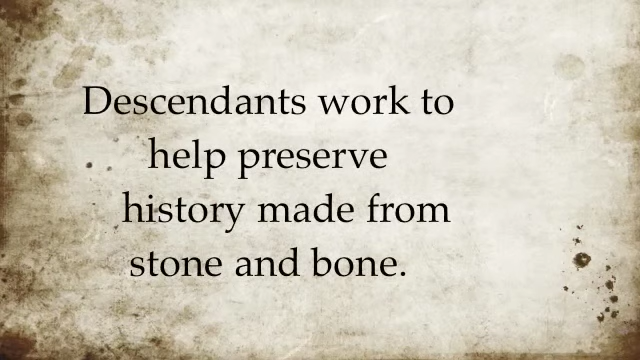 Descendants work to
help preserve
history made from
stone and bone.